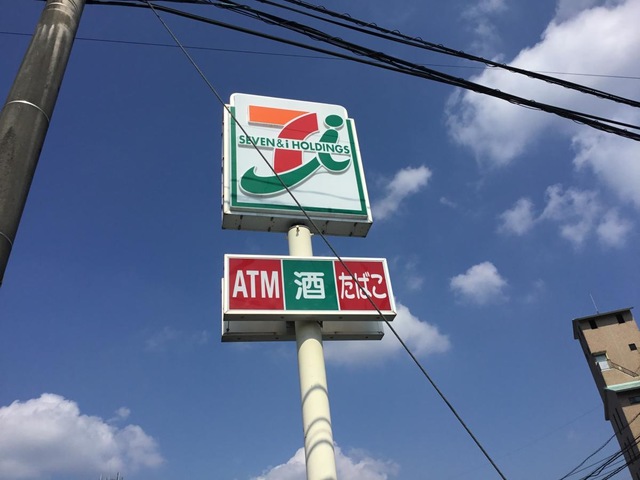 SEVEN & i HOLDINGS
ATM 酒 たばこ